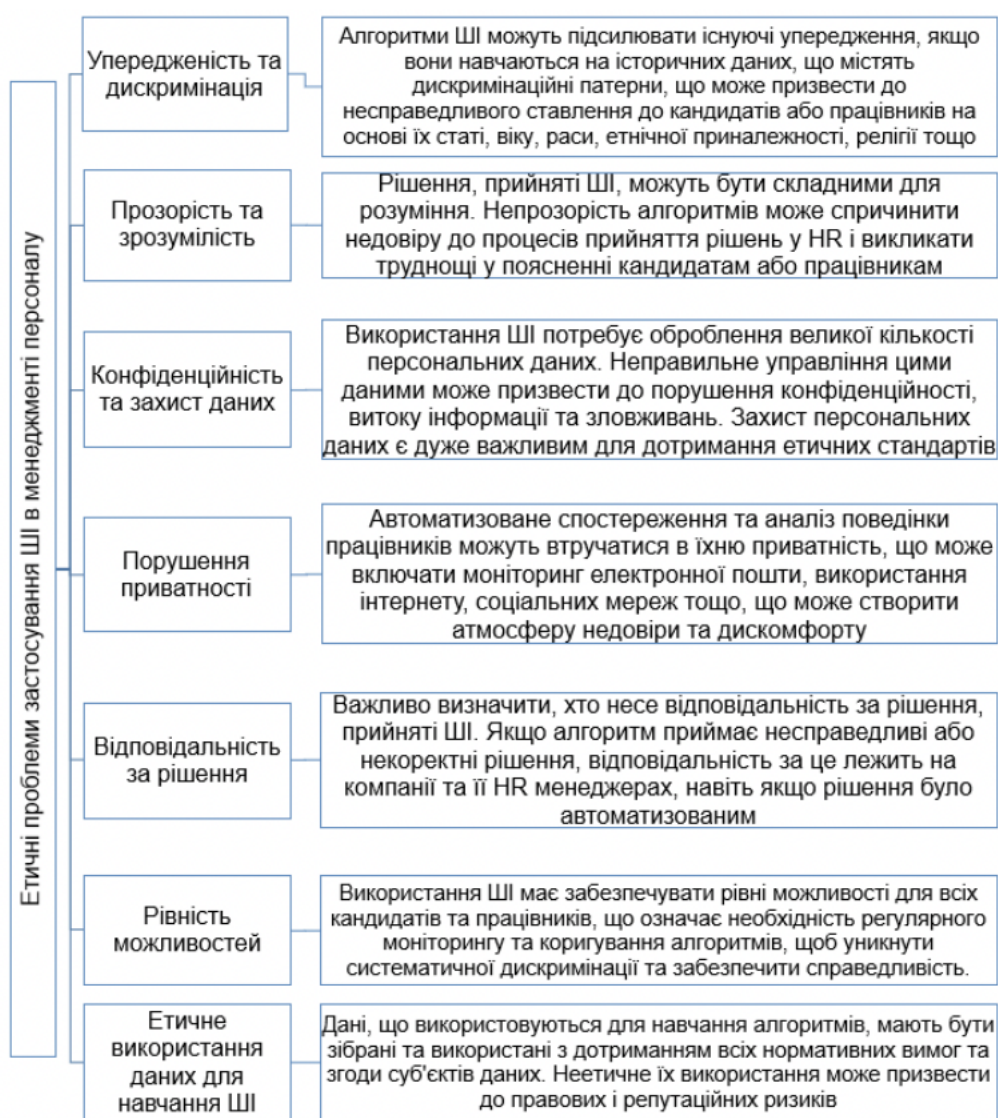 Етичні проблеми застосування ШІ в менеджменті персоналу
Упередженість та
дискримінація
Алгоритми ШІ можуть підсилювати існуючі упередження, якщо
вони навчаються на історичних даних, що містять
дискримінаційні патерни, що може призвести до
несправедливого ставлення до кандидатів або працівників на
основі їх статі, віку, раси, етнічної приналежності, релігії тощо
Прозорість та
зрозумілість
Рішення, прийняті ШІ, можуть бути складними для
розуміння. Непрозорість алгоритмів може спричинити
недовіру до процесів прийняття рішень у HR і викликати
труднощі у поясненні кандидатам або працівникам
Конфіденційність
та захист даних
Використання ШІ потребує оброблення великої кількості
персональних даних. Неправильне управління цими
даними може призвести до порушення конфіденційності,
витоку інформації та зловживань. Захист персональних
даних є дуже важливим для дотримання етичних стандартів
Порушення
приватності
Автоматизоване спостереження та аналіз поведінки
працівників можуть втручатися в їхню приватність, що може
включати моніторинг електронної пошти, використання
інтернету, соціальних мереж тощо, що може створити
атмосферу недовіри та дискомфорту
Відповідальність
за рішення
Важливо визначити, хто несе відповідальність за рішення,
прийняті ШІ. Якщо алгоритм приймає несправедливі або
некоректні рішення, відповідальність за це лежить на
компанії та її HR менеджерах, навіть якщо рішення було
автоматизованим
Рівність
можливостей
Використання ШІ має забезпечувати рівні можливості для всіх
кандидатів та працівників, що означає необхідність регулярного
моніторингу та коригування алгоритмів, щоб уникнути
систематичної дискримінації та забезпечити справедливість.
Етичне
використання
даних для
навчання ШІ
Дані, що використовуються для навчання алгоритмів, мають бути
зібрані та використані з дотриманням всіх нормативних вимог та
згоди суб'єктів даних. Неетичне їх використання може призвести
до правових і репутаційних ризиків